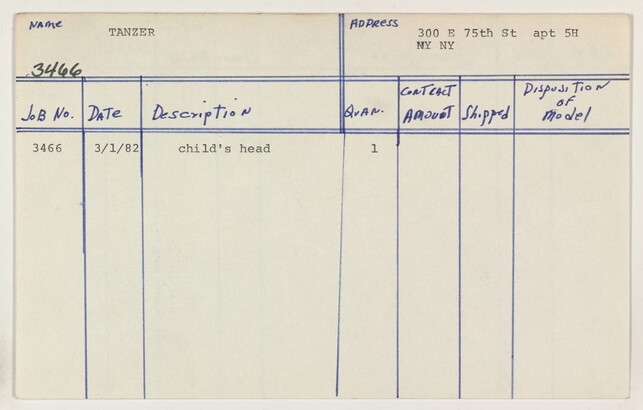 NAME TANZER ADDRESS 300 E 75th St apt 5H
NY NY
3466
JOB No. DATE Description QUAN. CONTRACT AMOUNT Shipped DISPOSITION OF Model
3466 3/1/82 child's head 1